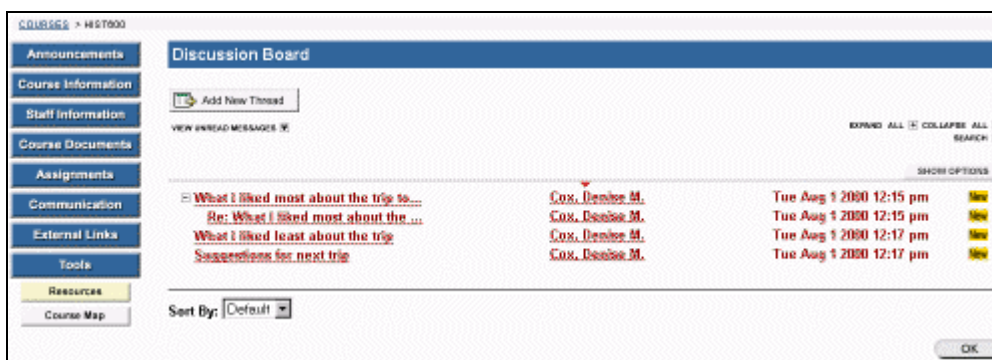 COURSES > HIST600
Announcements
Course Information
Staff Information
Course Documents
Assignments
Communication
External Links
Tools
Resources
Course Map
Discussion Board
Add New Thread
VIEW UNREAD MESSAGES
EXPAND ALL + COLLAPSE ALL
SEARCH
SHOW OPTIONS
What I liked most about the trip to... Cox, Denise M. Tue Aug 1 2000 12:15 pm New
Re: What I liked most about the ... Cox, Denise M. Tue Aug 1 2000 12:15 pm New
What I liked least about the trip Cox, Denise M. Tue Aug 1 2000 12:17 pm New
Suggestions for next trip Cox, Denise M. Tue Aug 1 2000 12:17 pm New
Sort By: Default
OK